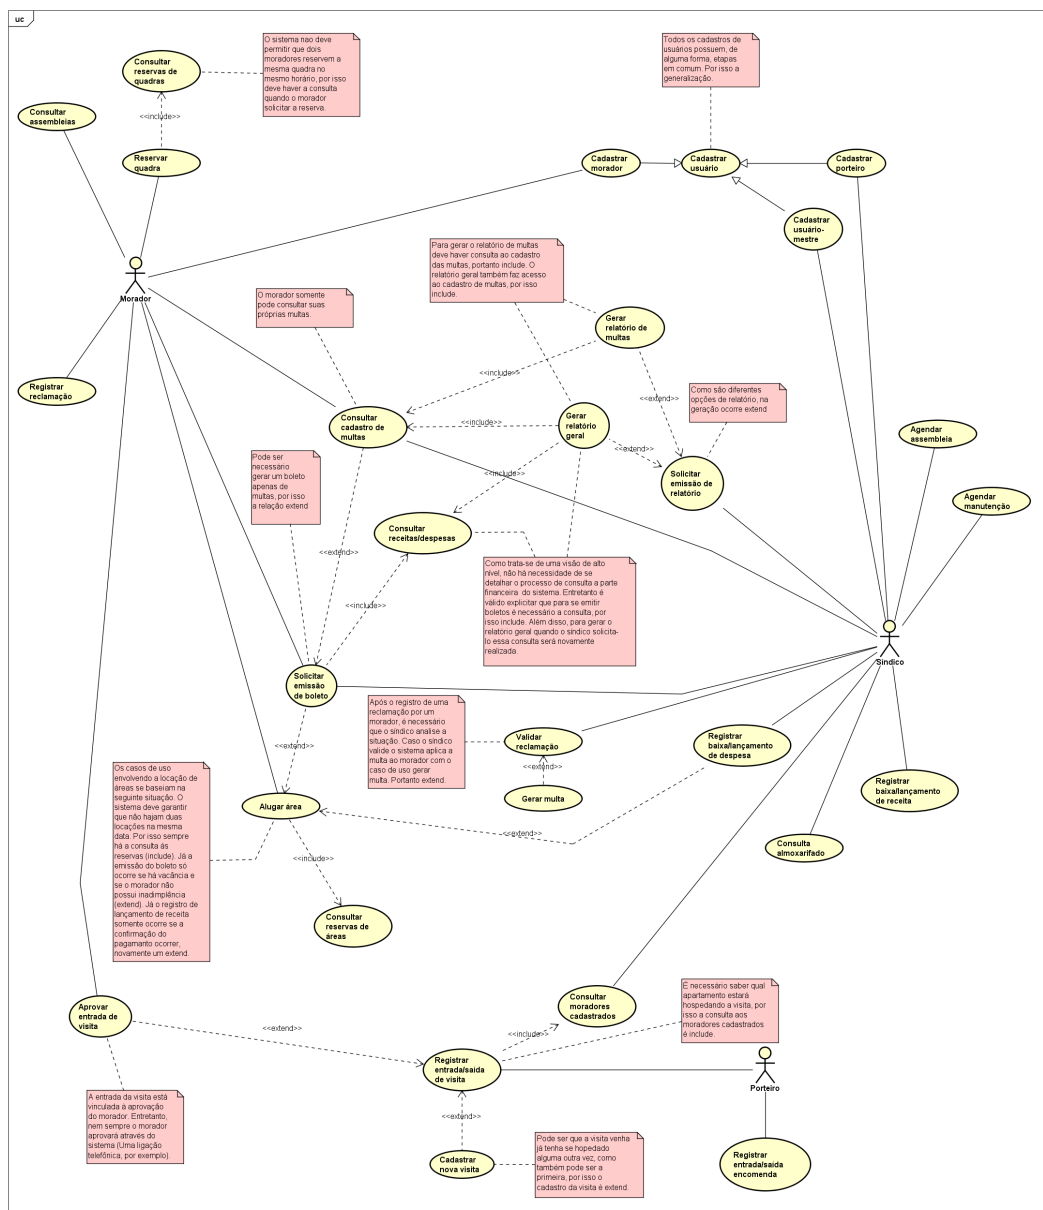 uc
Consultar
reservas de
quadras
O sistema nao deve
permitir que dois
moradores reservem a
mesma quadra no
mesmo horário, por isso
deve haver a consulta
quando o morador
solicitar a reserva.
Todos os cadastros de
usuários possuem, de
alguma forma, etapas
em comum. Por isso a
generalização.
Consultar
assembleias
<<include>>
Reservar
quadra
Cadastrar
morador
Cadastrar
usuário
Cadastrar
porteiro
Cadastrar
usuário-
mestre
Para gerar o relatório de multas
deve haver consulta ao cadastro
das multas, portanto include. O
relatório geral também faz acesso
ao cadastro de multas, por isso
include.
Morador
O morador somente
pode consultar suas
próprias multas.
Gerar
relatório de
multas
Registrar
reclamação
<<include>>
<<extend>>
Como são diferentes
opções de relatório, na
geração ocorre extend
Consultar
cadastro de
multas
<<include>>
Gerar
relatório
geral
<<extend>>
Agendar
assembleia
Pode ser
necessário
gerar um boleto
apenas de
multas, por isso
a relação extend
<<include>>
Solicitar
emissão de
relatório
Agendar
manutenção
Consultar
receitas/despesas
<<extend>>
Como trata-se de uma visão de alto
nível, não há necessidade de se
detalhar o processo de consulta a parte
financeira do sistema. Entretanto é
válido explicitar que para se emitir
boletos é necessário a consulta, por
isso include. Além disso, para gerar o
relatório geral quando o sindico solicita-
lo essa consulta será novamente
realizada.
<<include>>
Síndico
Solicitar
emissão
de boleto
Após o registro de uma
reclamação por um
morador, é necessário
que o síndico analise a
situação. Caso o síndico
valide o sistema aplica a
multa ao morador com o
caso de uso gerar
multa. Portanto extend.
Validar
reclamação
Registrar
baixa/lançamento
de despesa
<<extend>>
<<extend>>
Os casos de uso
envolvendo a locação de
áreas se baseiam na
seguinte situação. O
sistema deve garantir
que não hajam duas
locações na mesma
data. Por isso sempre
há a consulta ás
reservas (include). Já a
emissão do boleto só
ocorre se há vacância e
se o morador não
possui inadimplência
(extend). Já o registro de
lançamento de receita
somente ocorre se a
confirmação do
pagamanto ocorrer,
novamente um extend.
Gerar multa
Registrar
baixa/lançamento
de receita
Alugar área
<<extend>>
Consulta
almoxarifado
<<include>>
Consultar
reservas de
áreas
Aprovar
entrada de
visita
Consultar
moradores
cadastrados
É necessário saber qual
apartamento estará
hospedando a visita, por
isso a consulta aos
moradores cadastrados
é include.
<<extend>>
<<include>>
Registrar
entrada/saída
de visita
Porteiro
A entrada da visita está
vinculada à aprovação
do morador. Entretanto,
nem sempre o morador
aprovará através do
sistema (Uma ligação
telefônica, por exemplo).
<<extend>>
Cadastrar
nova visita
Pode ser que a visita venha
já tenha se hopedado
alguma outra vez, como
também pode ser a
primeira, por isso o
cadastro da visita é extend.
Registrar
entrada/saída
encomenda